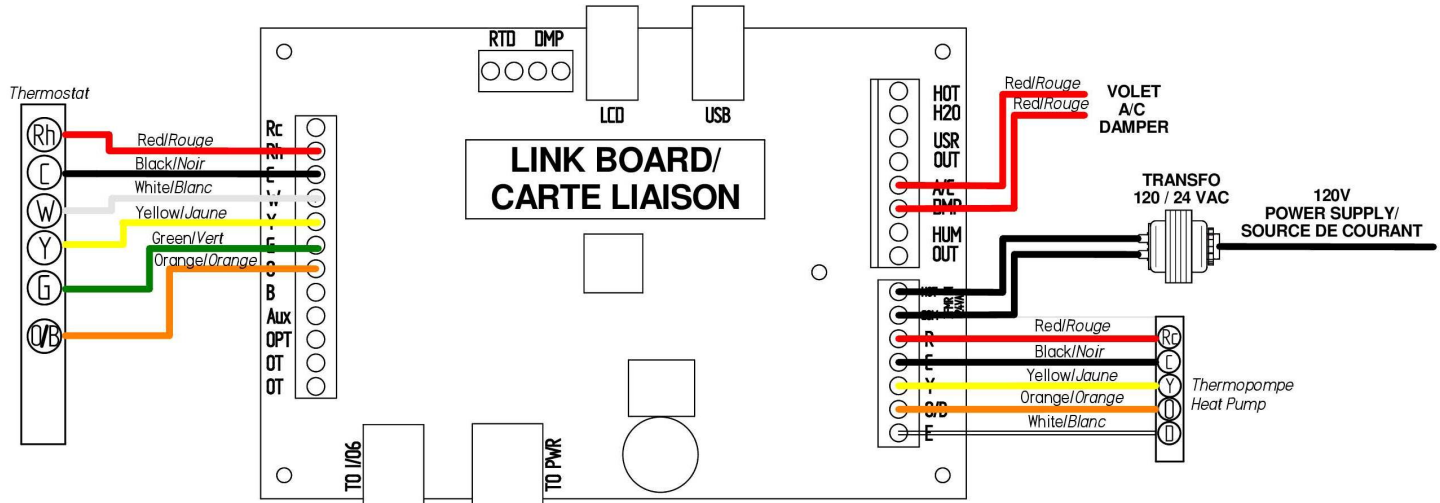 RTD DMP
LCD
USB
Thermostat
Rh
C
W
Y
G
O/B
Red/Rouge
Black/Noir
White/Blanc
Yellow/Jaune
Green/Vert
Orange/Orange
Rc
Rh
W
Y
B
Aux
OPT
OT
OT
LINK BOARD/
CARTE LIAISON
TO I/O6
TO PWR
HOT
H2O
USR
OUT
A/C
DMP
HUM
OUT
HOT
R
C
Y
O/B
E
Red/Rouge
Red/Rouge
VOLET
A/C
DAMPER
TRANSFO
120 / 24 VAC
120V
POWER SUPPLY/
SOURCE DE COURANT
Red/Rouge
Black/Noir
Yellow/Jaune
Orange/Orange
White/Blanc
Rc
C
Y
O
D
Thermopompe
Heat Pump